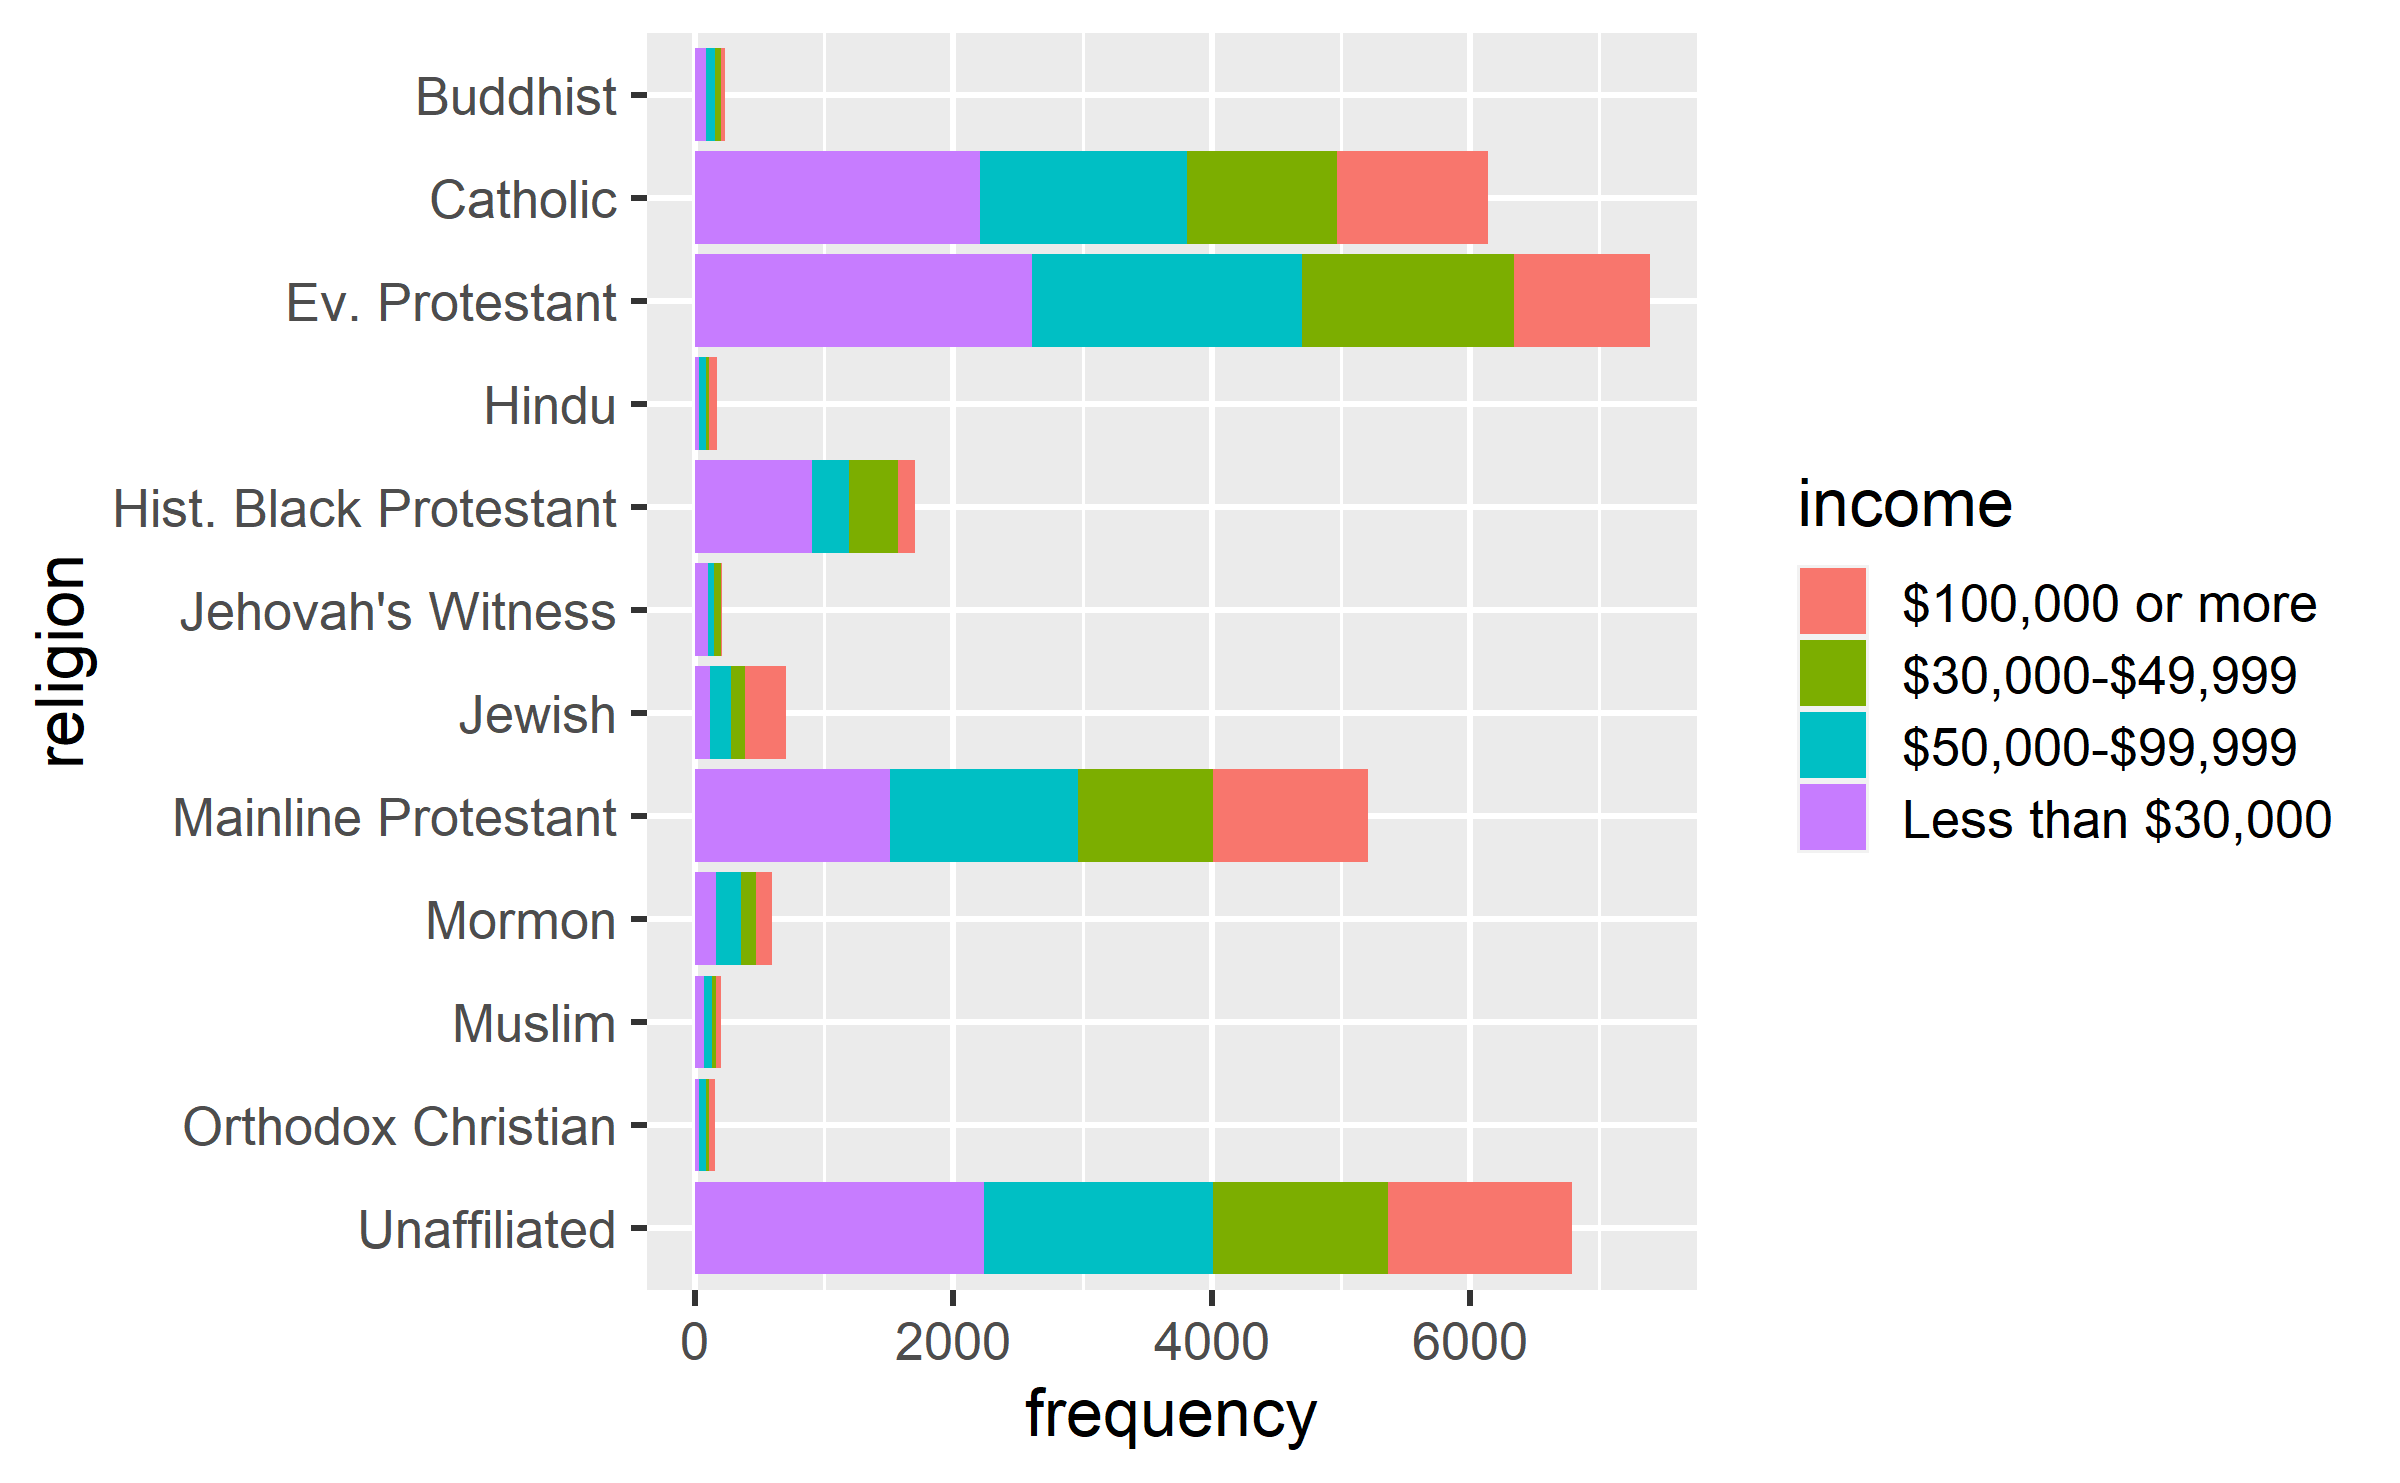 Buddhist
Catholic
Ev. Protestant
Hindu
Hist. Black Protestant
Jehovah's Witness
Jewish
Mainline Protestant
Mormon
Muslim
Orthodox Christian
Unaffiliated
religion
0 2000 4000 6000
frequency
income
$100,000 or more
$30,000-$49,999
$50,000-$99,999
Less than $30,000